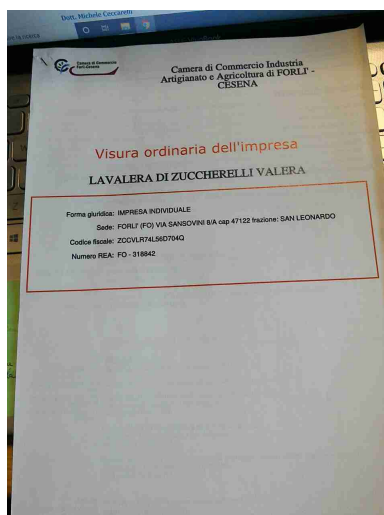 Dott. Michele Ceccarelli
Camera di Commercio
Forlì-Cesena
Camera di Commercio Industria
Artigianato e Agricoltura di FORLI' -
CESENA
Visura ordinaria dell'impresa
LAVALERA DI ZUCCHERELLI VALERA
Forma giuridica: IMPRESA INDIVIDUALE
Sede: FORLI' (FO) VIA SANSOVINI 8/A cap 47122 frazione: SAN LEONARDO
Codice fiscale: ZCCVLR74L56D704Q
Numero REA: FO - 318842